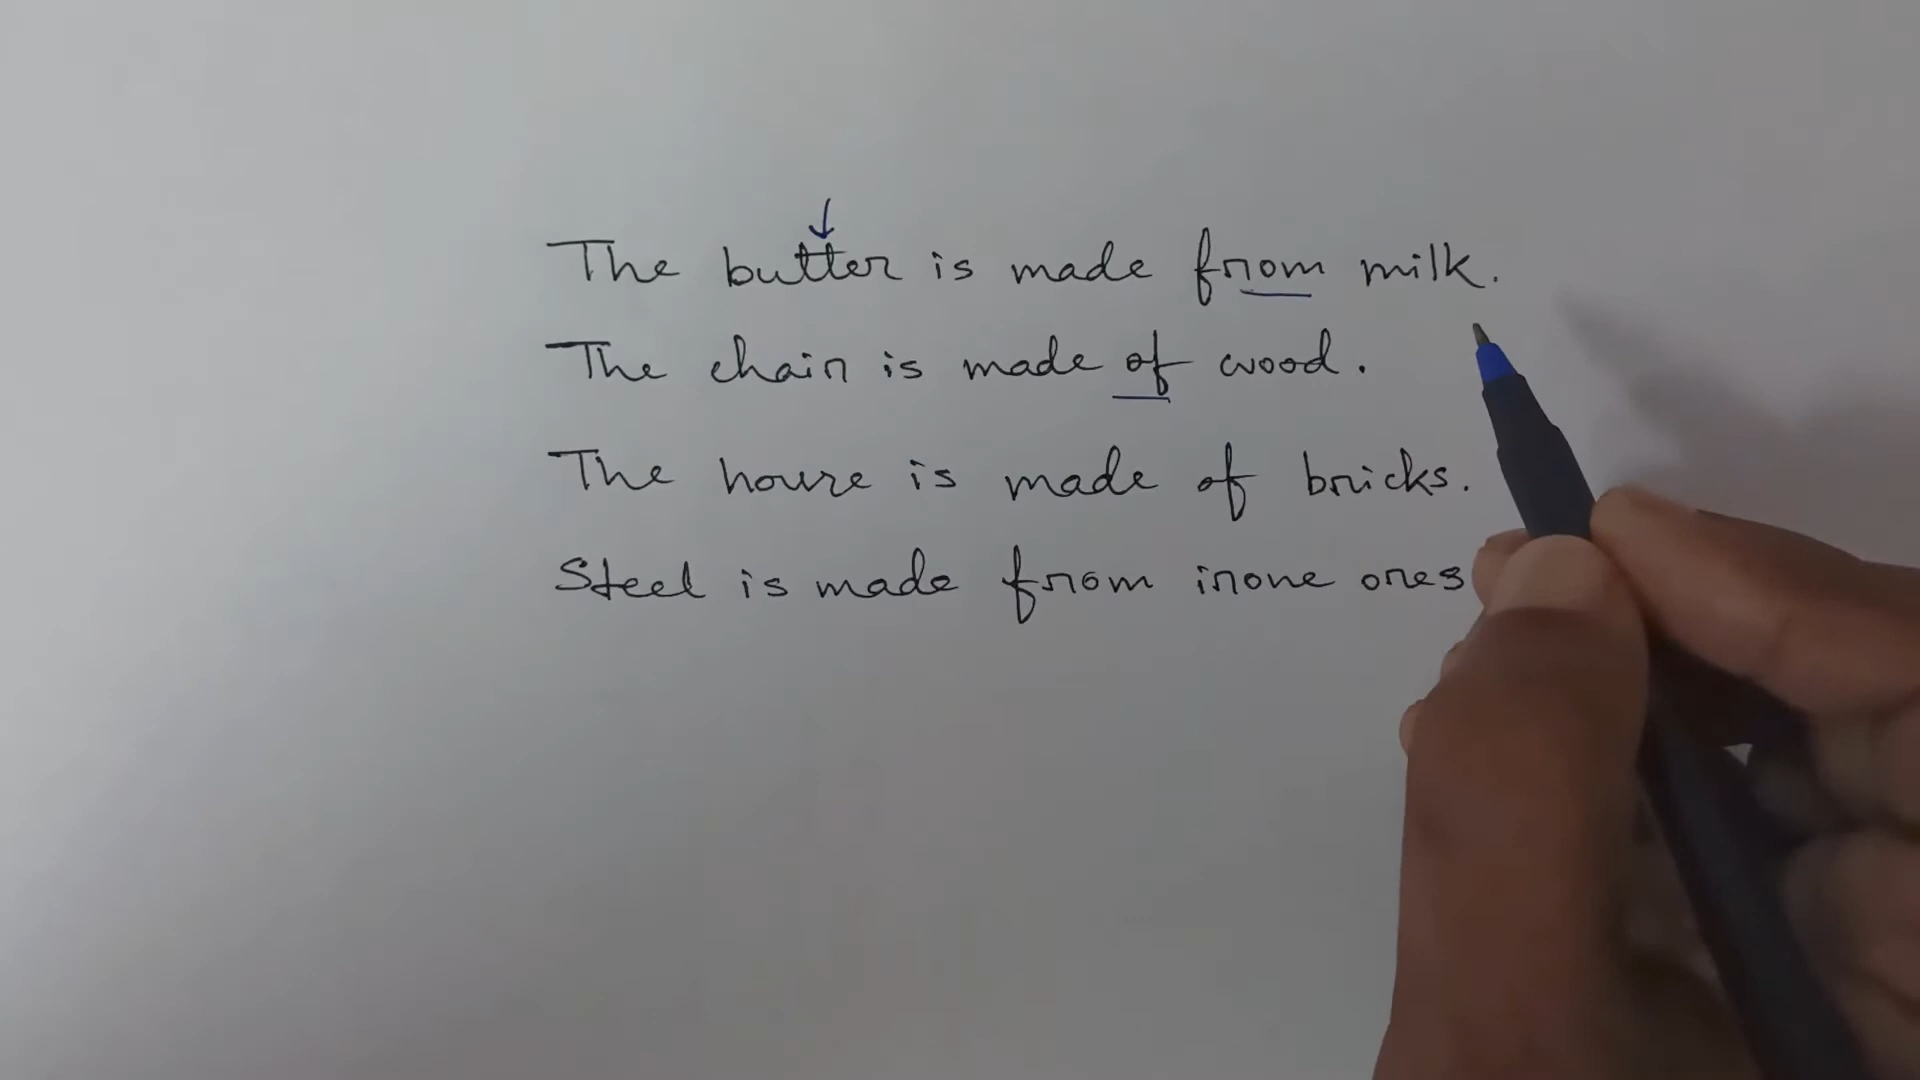 The butter is made from milk.
The chair is made of wood.
The house is made of bricks.
Steel is made from irone ores